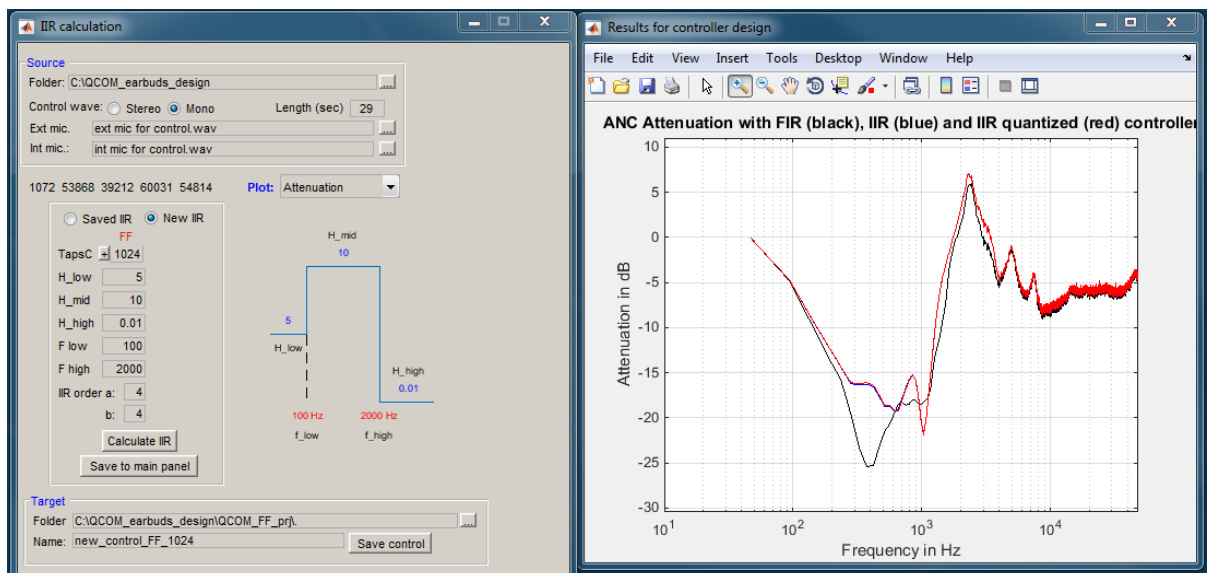 IIR calculation
Source
Folder: C:\QCOM_earbuds_design ...
Control wave: Stereo Mono Length (sec) 29
Ext mic. ext mic for control.wav ...
Int mic.: int mic for control.wav ...
1072 53868 39212 60031 54814 Plot: Attenuation
Saved IIR New IIR
FF
TapsC + 1024
H_low 5
H_mid 10
H_high 0.01
F low 100
F high 2000
IIR order a: 4
b: 4
Calculate IIR
Save to main panel
H_mid
10
5
H_low
H_high
0.01
100 Hz 2000 Hz
f_low f_high
Target
Folder C:\QCOM_earbuds_design\QCOM_FF_prj\. ...
Name: new_control_FF_1024 Save control
Results for controller design
File Edit View Insert Tools Desktop Window Help
ANC Attenuation with FIR (black), IIR (blue) and IIR quantized (red) controller
10
5
0
-5
-10
-15
-20
-25
-30
Attenuation in dB
10^1 10^2 10^3 10^4
Frequency in Hz